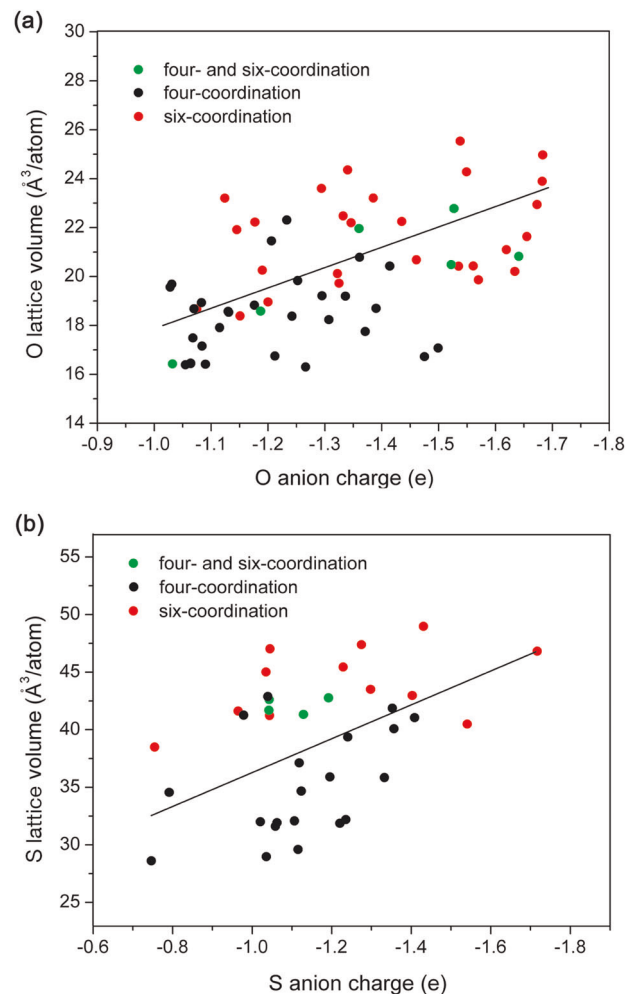 (a)
30
28
26
24
22
20
18
16
14
O lattice volume (Å³/atom)
four- and six-coordination
four-coordination
six-coordination
-0.9 -1.0 -1.1 -1.2 -1.3 -1.4 -1.5 -1.6 -1.7 -1.8
O anion charge (e)
(b)
55
50
45
40
35
30
25
S lattice volume (Å³/atom)
four- and six-coordination
four-coordination
six-coordination
-0.6 -0.8 -1.0 -1.2 -1.4 -1.6 -1.8
S anion charge (e)